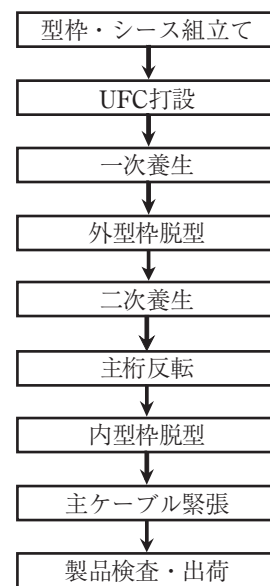 型枠・シース組立て
UFC打設
一次養生
外型枠脱型
二次養生
主桁反転
内型枠脱型
主ケーブル緊張
製品検査・出荷